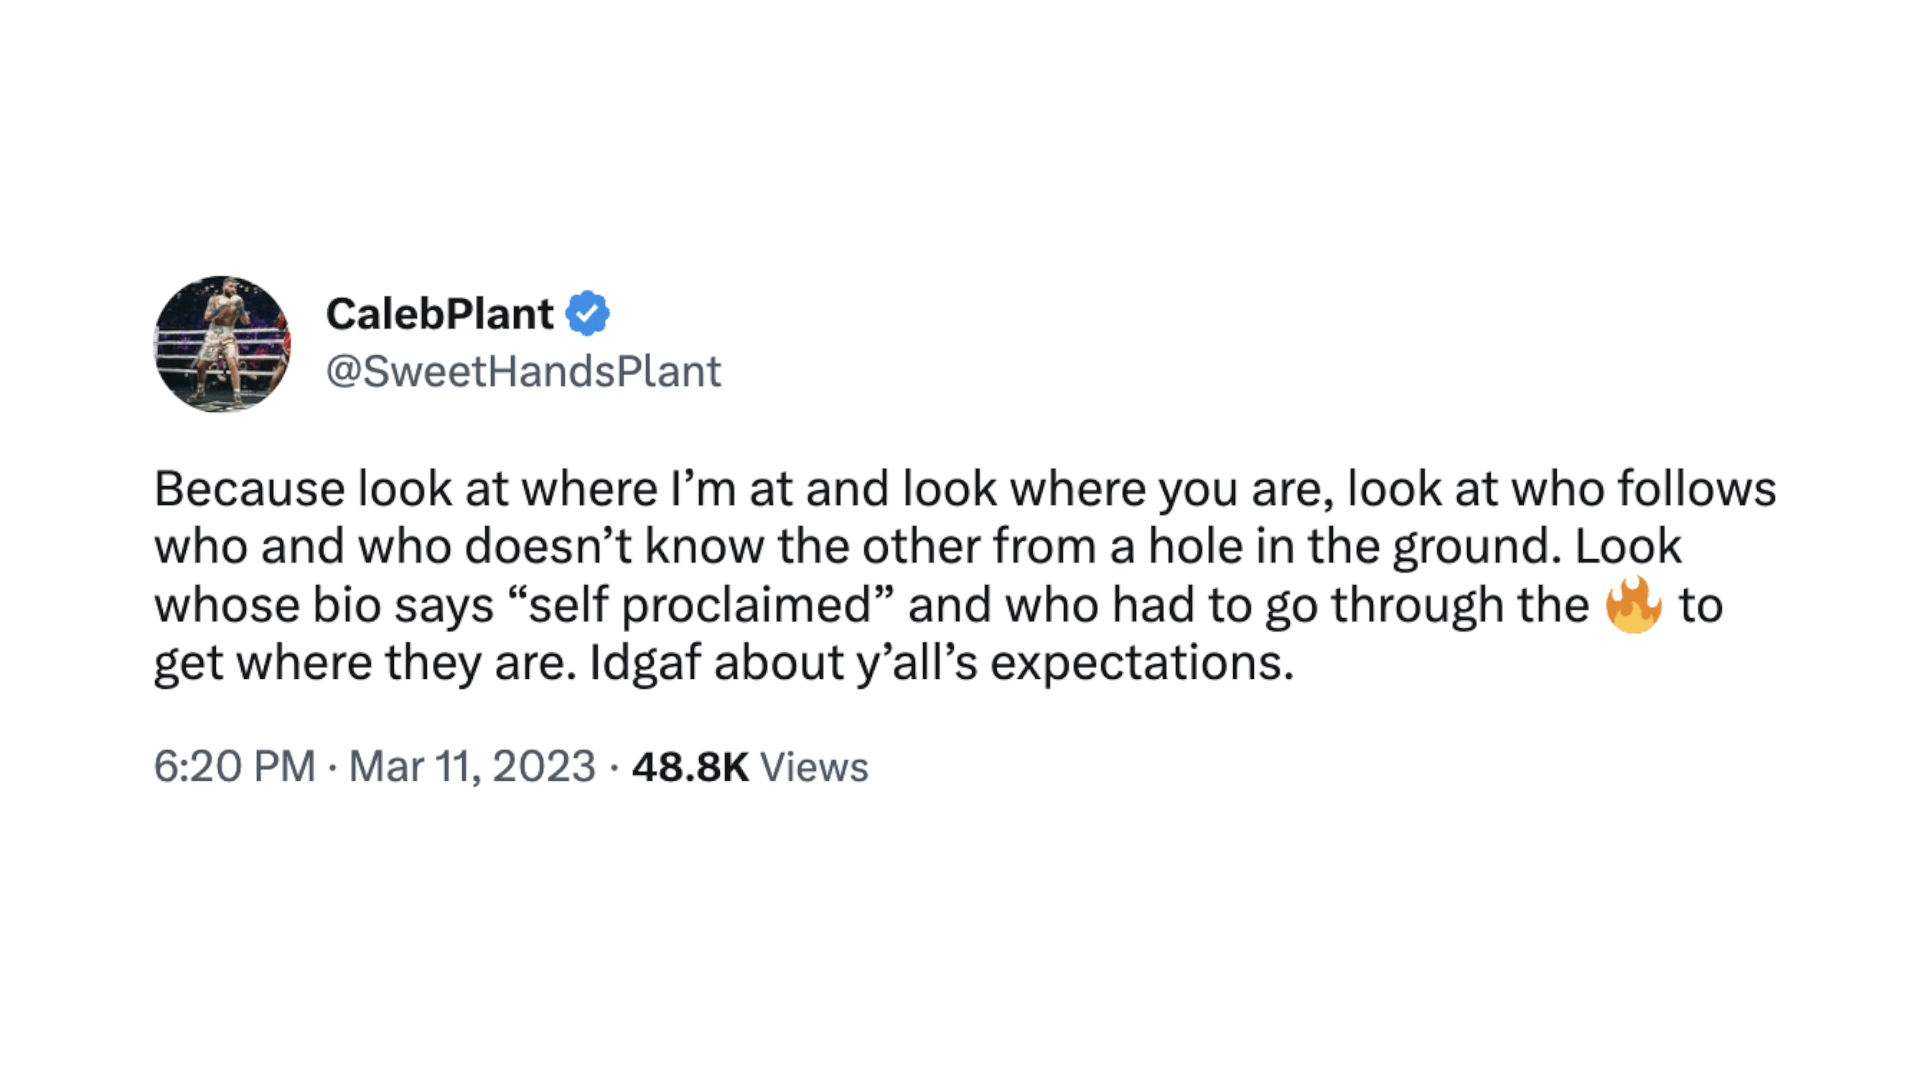 CalebPlant
@SweetHandsPlant
Because look at where I’m at and look where you are, look at who follows
who and who doesn’t know the other from a hole in the ground. Look
whose bio says “self proclaimed” and who had to go through the 🔥 to
get where they are. Idgaf about y’all’s expectations.
6:20 PM · Mar 11, 2023 · 48.8K Views